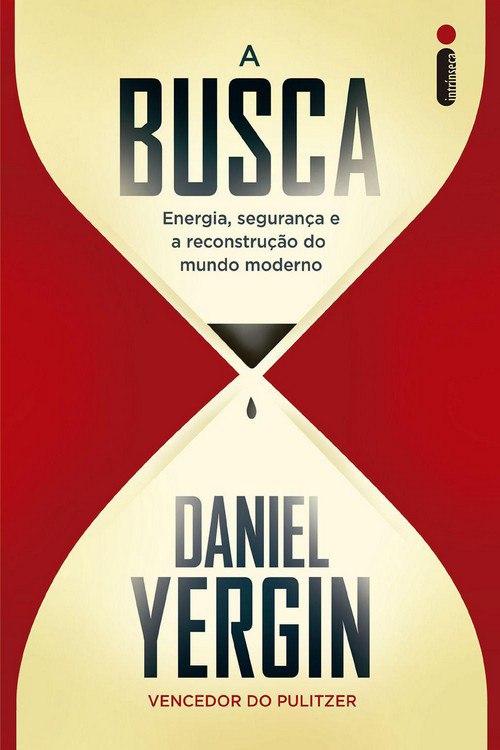 A
BUSCA
intrínseca
Energia, segurança e
a reconstrução do
mundo moderno
DANIEL
YERGIN
VENCEDOR DO PULITZER